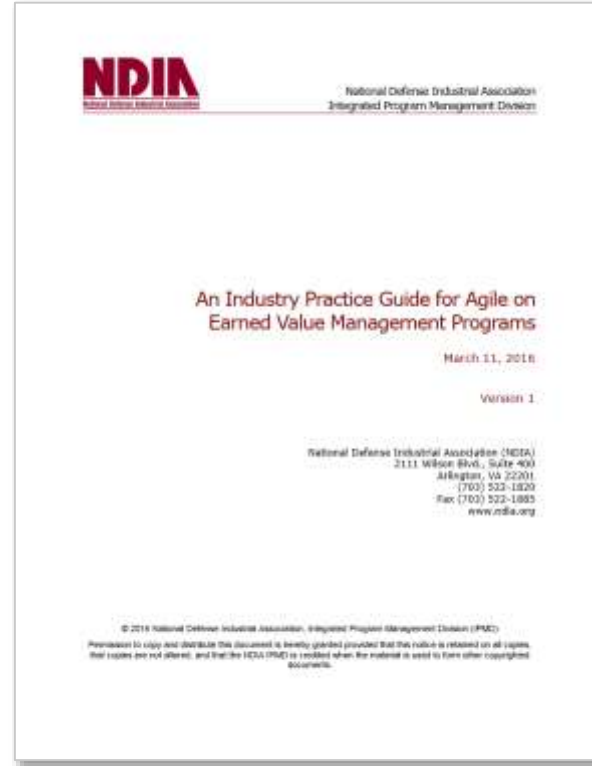 NDIA
National Defense Industrial Association
National Defense Industrial Association
Integrated Program Management Division
An Industry Practice Guide for Agile on
Earned Value Management Programs
March 11, 2016
Version 1
National Defense Industrial Association (NDIA)
2111 Wilson Blvd., Suite 400
Arlington, VA 22201
(703) 522-1820
Fax (703) 522-1885
www.ndia.org
© 2016 National Defense Industrial Association, Integrated Program Management Division (IPMD)
Permission to copy and distribute this document is hereby granted provided that this notice is retained on all copies,
that copies are not altered, and that the NDIA IPMD is credited when the material is used to form other copyrighted
documents.